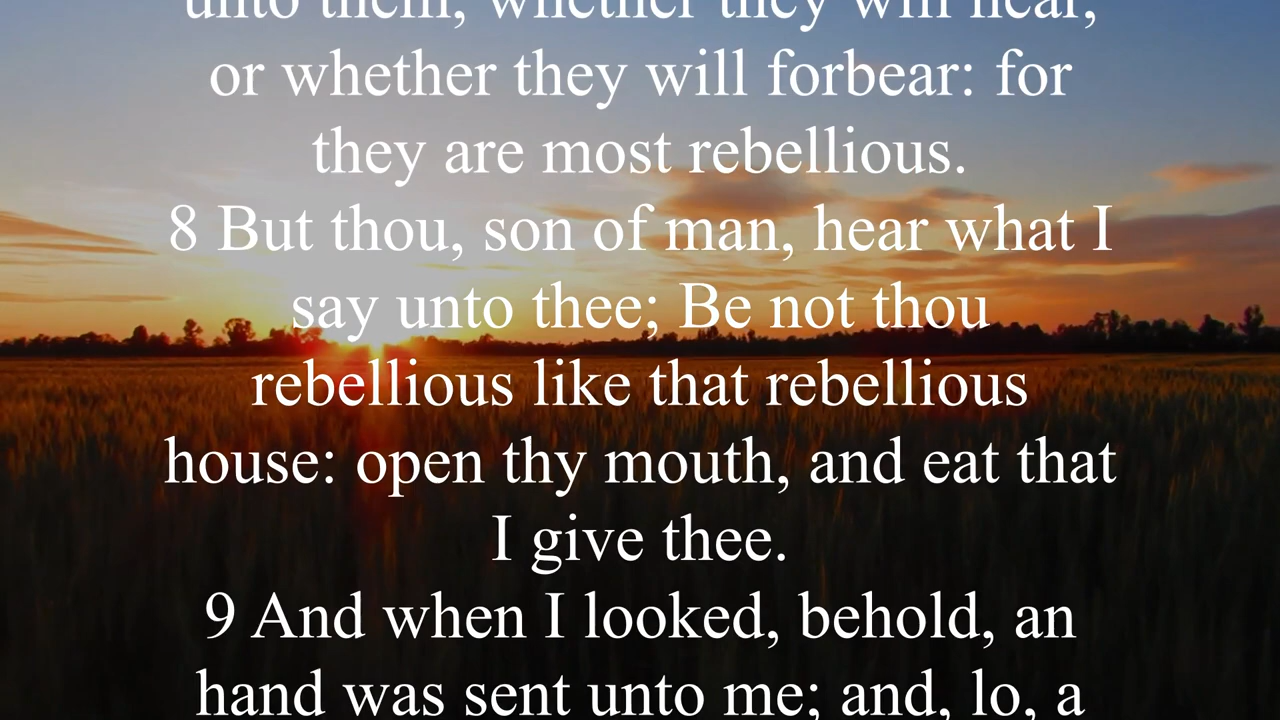 unto them, whether they will hear,
or whether they will forbear: for
they are most rebellious.
8 But thou, son of man, hear what I
say unto thee; Be not thou
rebellious like that rebellious
house: open thy mouth, and eat that
I give thee.
9 And when I looked, behold, an
hand was sent unto me; and, lo, a